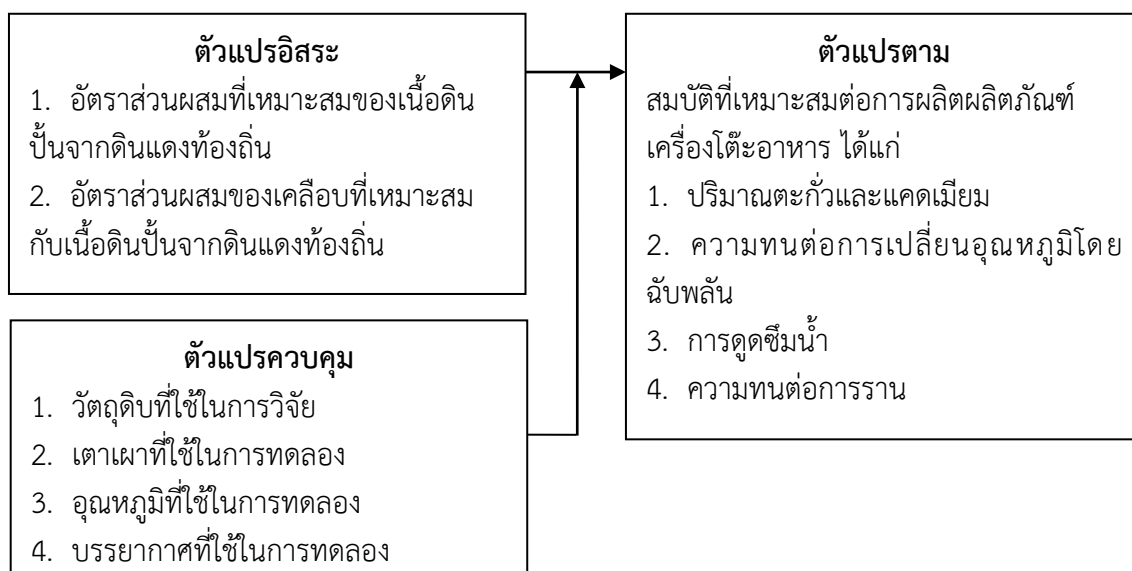 ตัวแปรอิสระ
1. อัตราส่วนผสมที่เหมาะสมของเนื้อดิน
ปั้นจากดินแดงท้องถิ่น
2. อัตราส่วนผสมของเคลือบที่เหมาะสม
กับเนื้อดินปั้นจากดินแดงท้องถิ่น
ตัวแปรควบคุม
1. วัตถุดิบที่ใช้ในการวิจัย
2. เตาเผาที่ใช้ในการทดลอง
3. อุณหภูมิที่ใช้ในการทดลอง
4. บรรยากาศที่ใช้ในการทดลอง
ตัวแปรตาม
สมบัติที่เหมาะสมต่อการผลิตผลิตภัณฑ์
เครื่องโต๊ะอาหาร ได้แก่
1. ปริมาณตะกั่วและแคดเมียม
2. ความทนต่อการเปลี่ยนอุณหภูมิโดย
ฉับพลัน
3. การดูดซึมน้ำ
4. ความทนต่อการราน